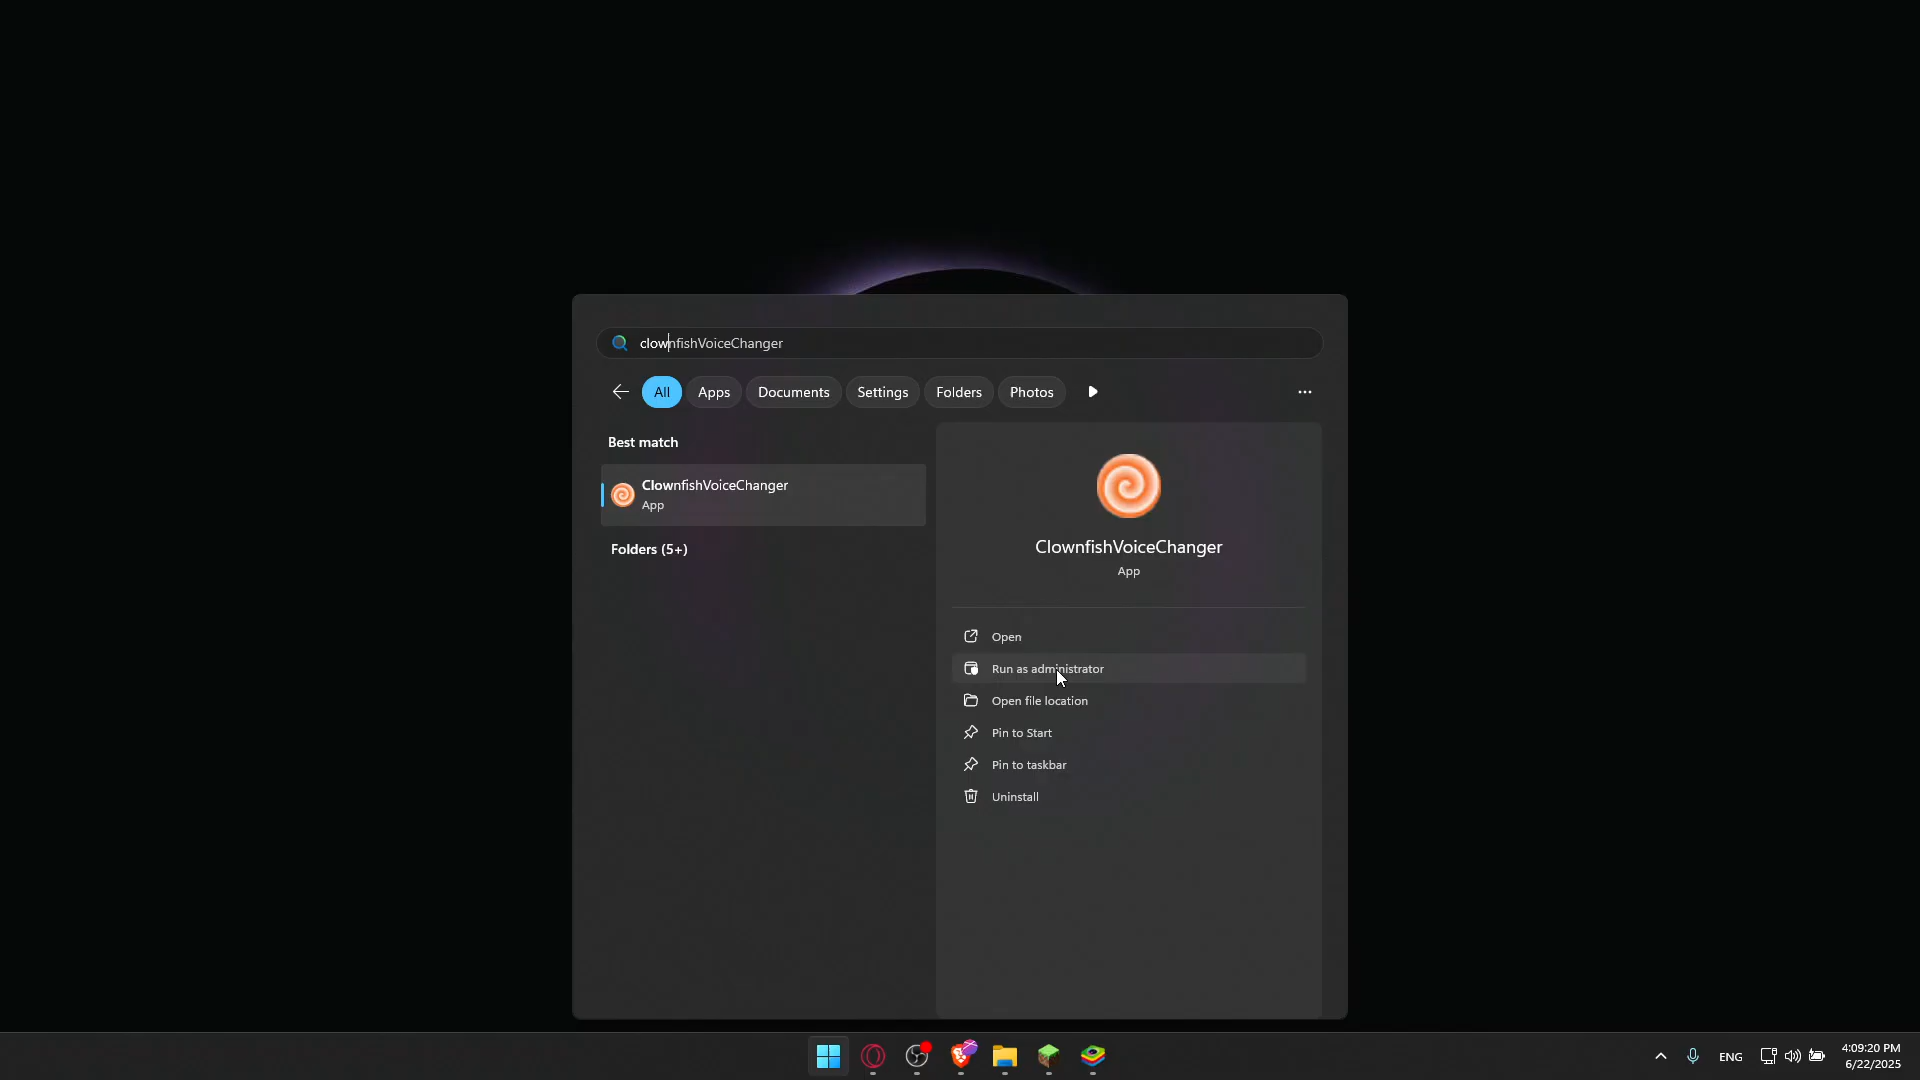 clownfishVoiceChanger
All Apps Documents Settings Folders Photos
Best match
ClownfishVoiceChanger
App
Folders (5+)
ClownfishVoiceChanger
App
Open
Run as administrator
Open file location
Pin to Start
Pin to taskbar
Uninstall
ENG
4:09:20 PM
6/22/2025